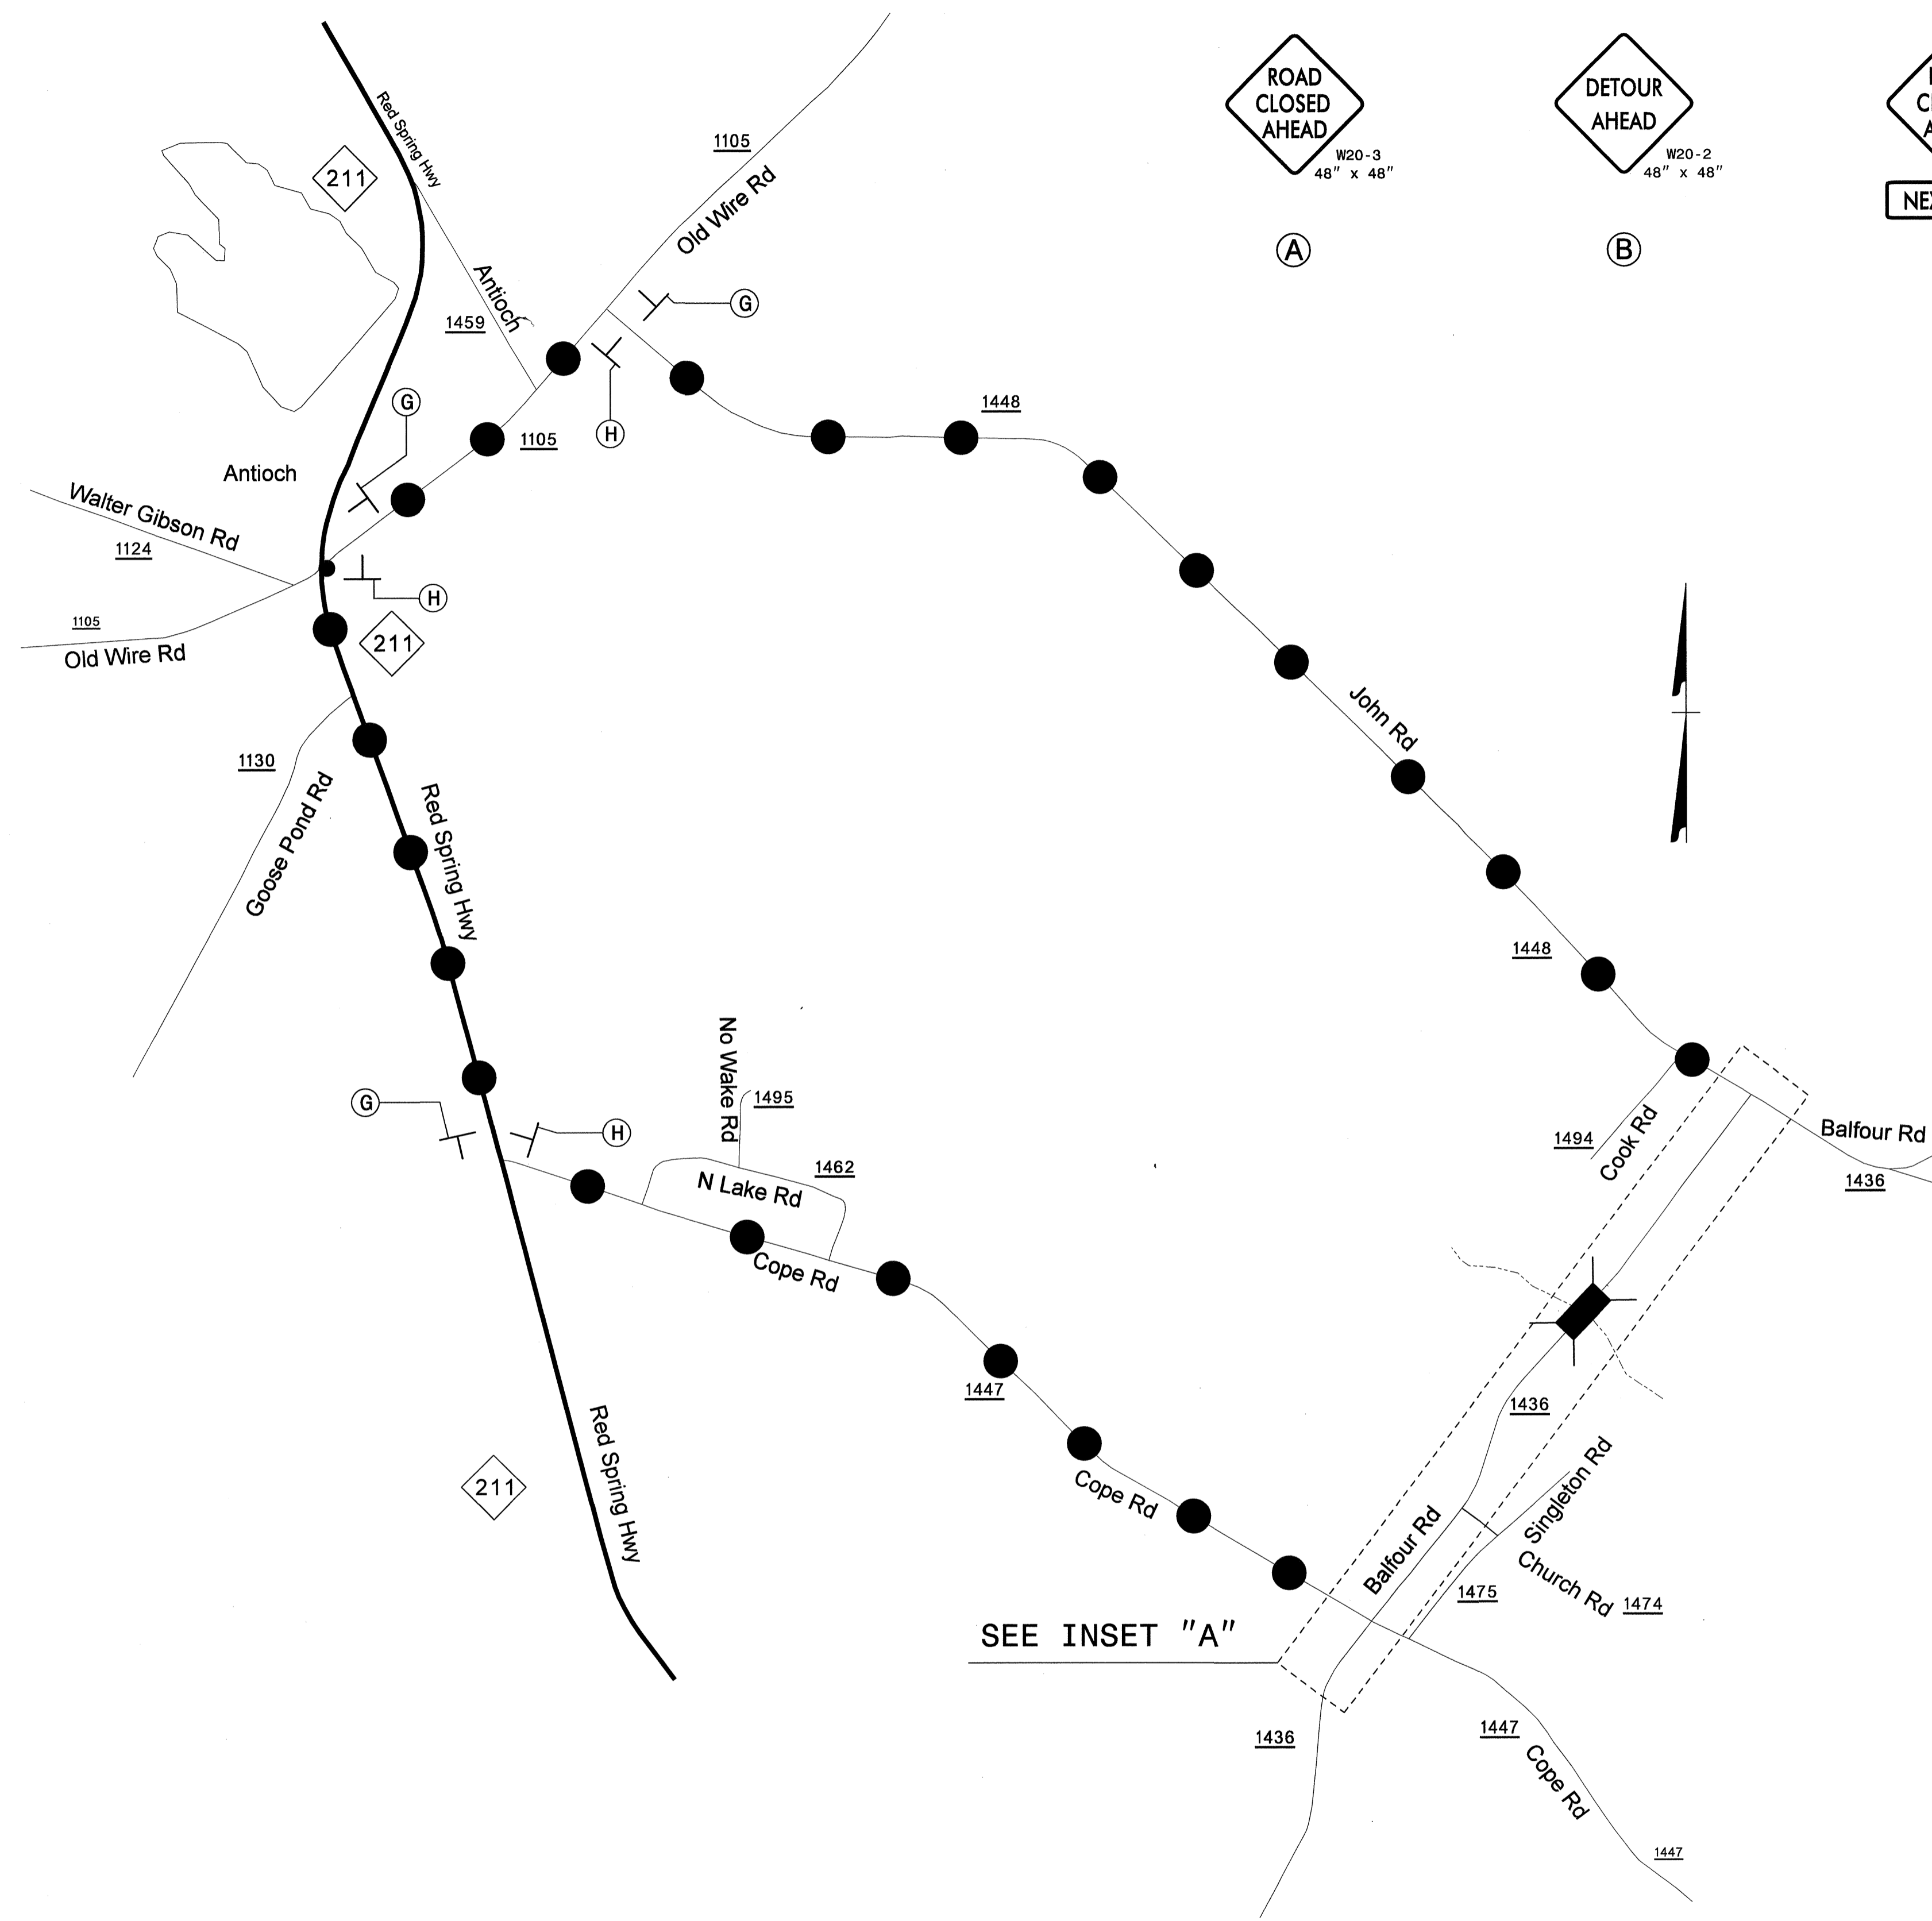 ROAD
CLOSED
AHEAD
W20-3
48" x 48"
A
DETOUR
AHEAD
W20-2
48" x 48"
B
Red Spring Hwy
211
1105
Old Wire Rd
G
Antioch
1459
H
1105
G
Antioch
1448
Walter Gibson Rd
1124
H
1105
Old Wire Rd
211
1130
Goose Pond Rd
Red Spring Hwy
John Rd
1448
No Wake Rd
1495
G
H
N Lake Rd
1462
Cope Rd
1494
Cook Rd
Balfour Rd
1436
1447
1436
Cope Rd
211
Red Spring Hwy
Balfour Rd
Singleton Rd
Church Rd
1475
1474
SEE INSET "A"
1436
1447
Cope Rd
1447